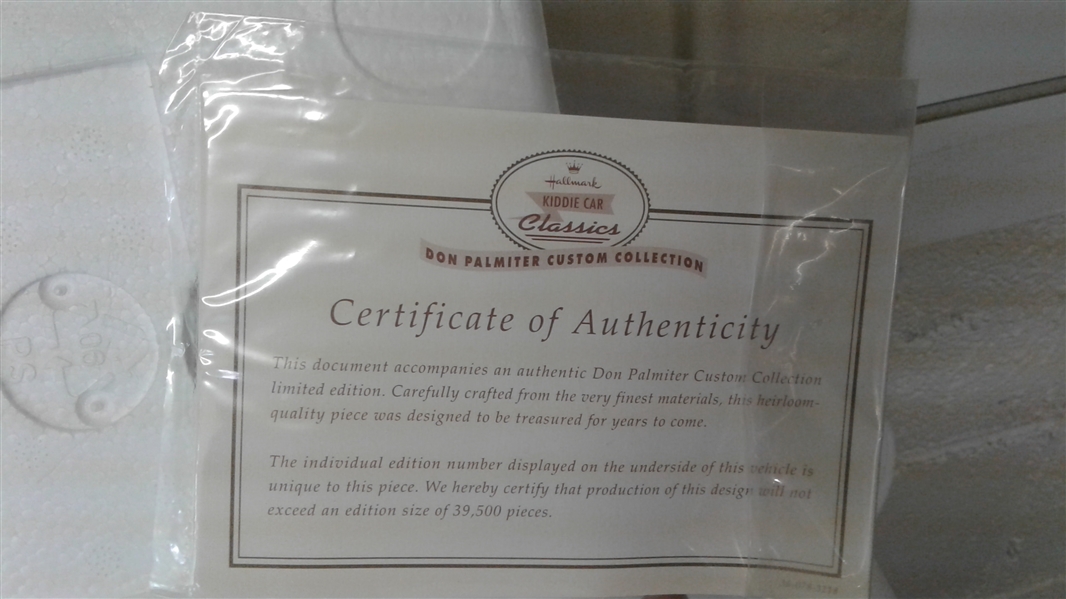 Hallmark
KIDDIE CAR
Classics
DON PALMITER CUSTOM COLLECTION
Certificate of Authenticity
This document accompanies an authentic Don Palmiter Custom Collection
limited edition. Carefully crafted from the very finest materials, this heirloom-
quality piece was designed to be treasured for years to come.
The individual edition number displayed on the underside of this vehicle is
unique to this piece. We hereby certify that production of this design will not
exceed an edition size of 39,500 pieces.